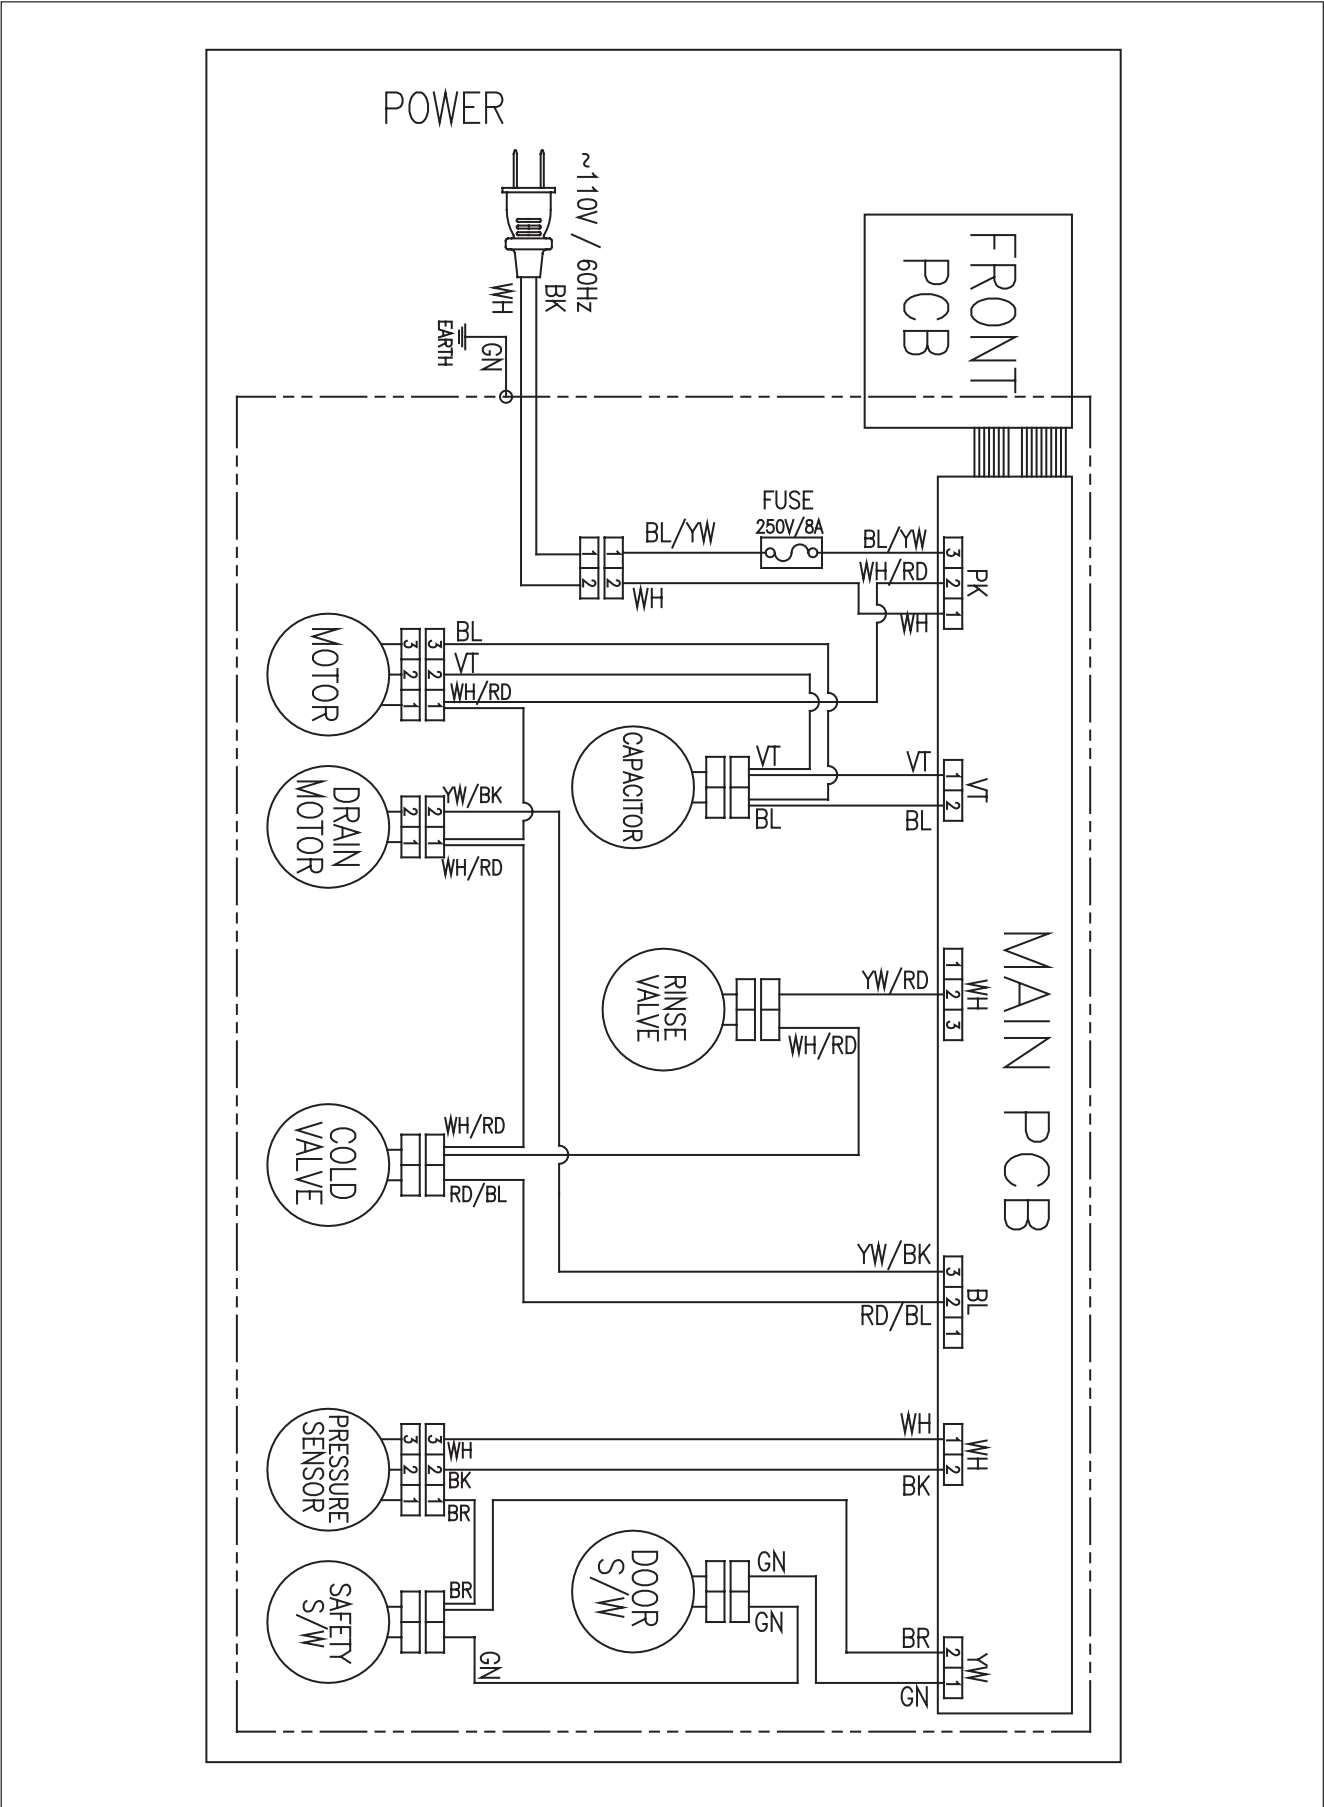 POWER
~110V / 60Hz
BK
WH
GN
EARTH
FRONT
PCB
FUSE
250V/8A
BL/YW
BL/YW
WH/RD
WH
WH
1 1
2 2
3
2
1
PK
MOTOR
3 3
2 2
1 1
BL
VT
WH/RD
CAPACITOR
VT
BL
VT
BL
1
2
VT
DRAIN
MOTOR
2 2
1 1
YW/BK
WH/RD
MAIN PCB
RINSE
VALVE
YW/RD
WH/RD
1
2
3
WH
COLD
VALVE
WH/RD
RD/BL
YW/BK
RD/BL
3
2
1
BL
PRESSURE
SENSOR
3 3
2 2
1 1
WH
BK
BR
WH
BK
1
2
WH
SAFETY
S/W
BR
GN
DOOR
S/W
GN
GN
BR
GN
2
1
YW